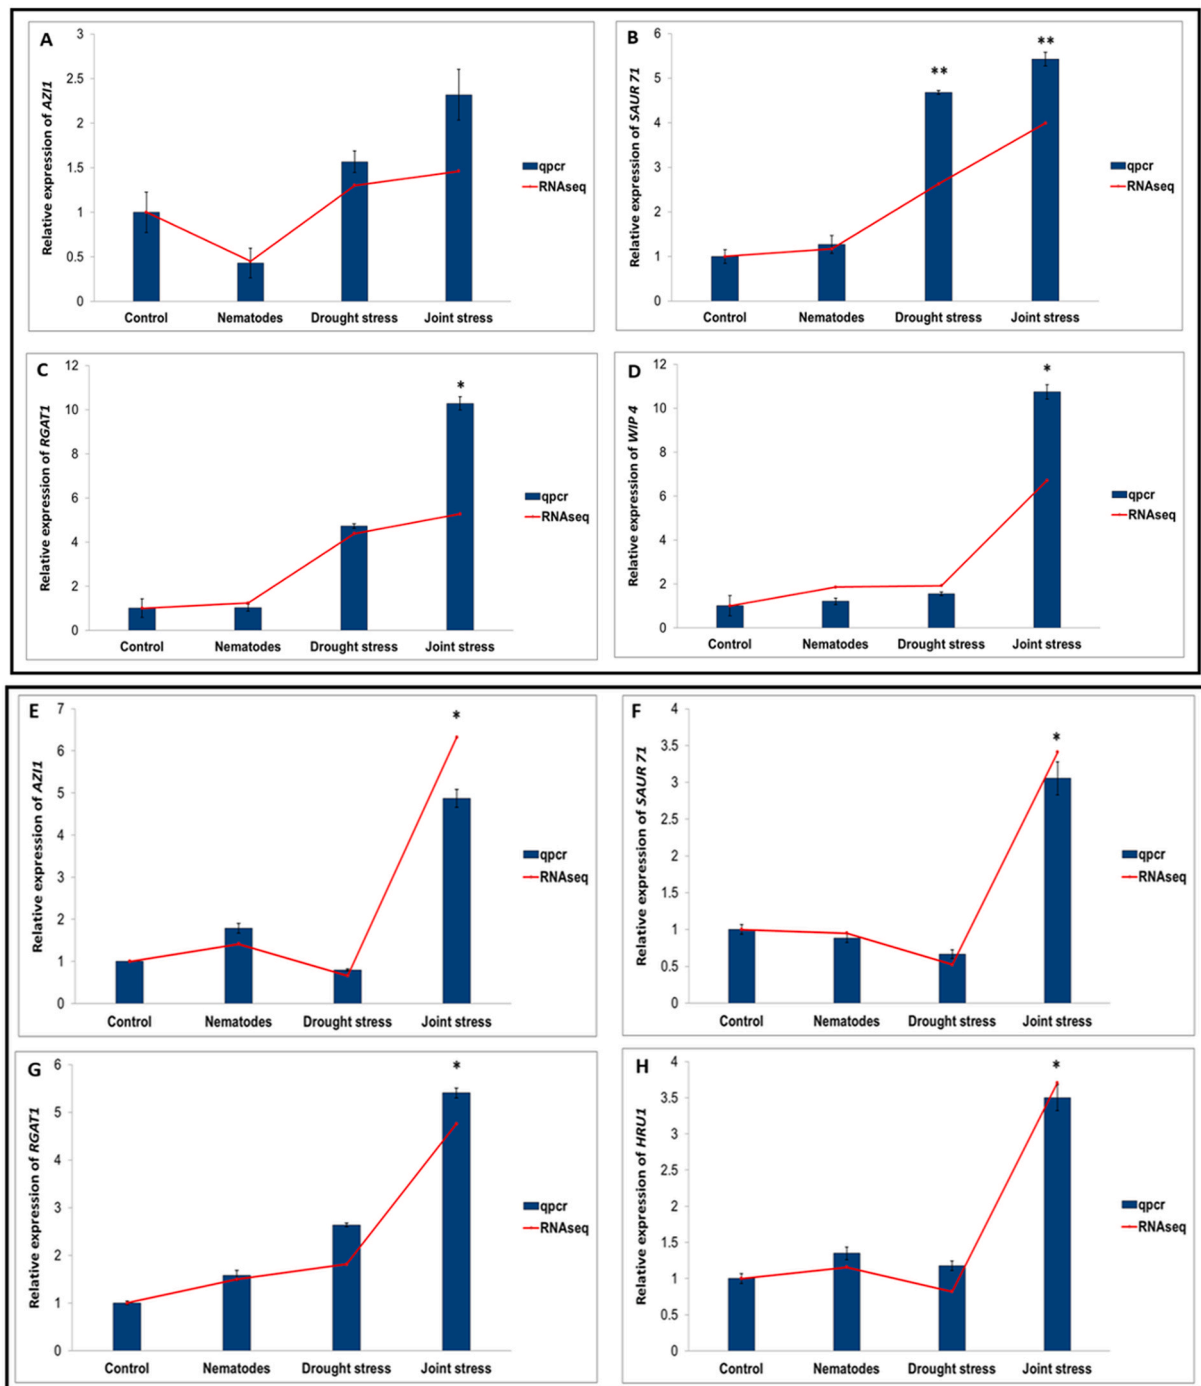 A
Relative expression of AZI1
3
2.5
2
1.5
1
0.5
0
Control Nematodes Drought stress Joint stress
qpcr
RNAseq
B
Relative expression of SAUR 71
6
5
4
3
2
1
0
**
**
Control Nematodes Drought stress Joint stress
qpcr
RNAseq
C
Relative expression of RGAT1
12
10
8
6
4
2
0
*
Control Nematodes Drought stress Joint stress
qpcr
RNAseq
D
Relative expression of WIP 4
12
10
8
6
4
2
0
*
Control Nematodes Drought stress Joint stress
qpcr
RNAseq
E
Relative expression of AZI1
7
6
5
4
3
2
1
0
*
Control Nematodes Drought stress Joint stress
qpcr
RNAseq
F
Relative expression of SAUR 71
4
3.5
3
2.5
2
1.5
1
0.5
0
*
Control Nematodes Drought stress Joint stress
qpcr
RNAseq
G
Relative expression of RGAT1
6
5
4
3
2
1
0
*
Control Nematodes Drought stress Joint stress
qpcr
RNAseq
H
Relative expression of HRU1
4
3.5
3
2.5
2
1.5
1
0.5
0
*
Control Nematodes Drought stress Joint stress
qpcr
RNAseq